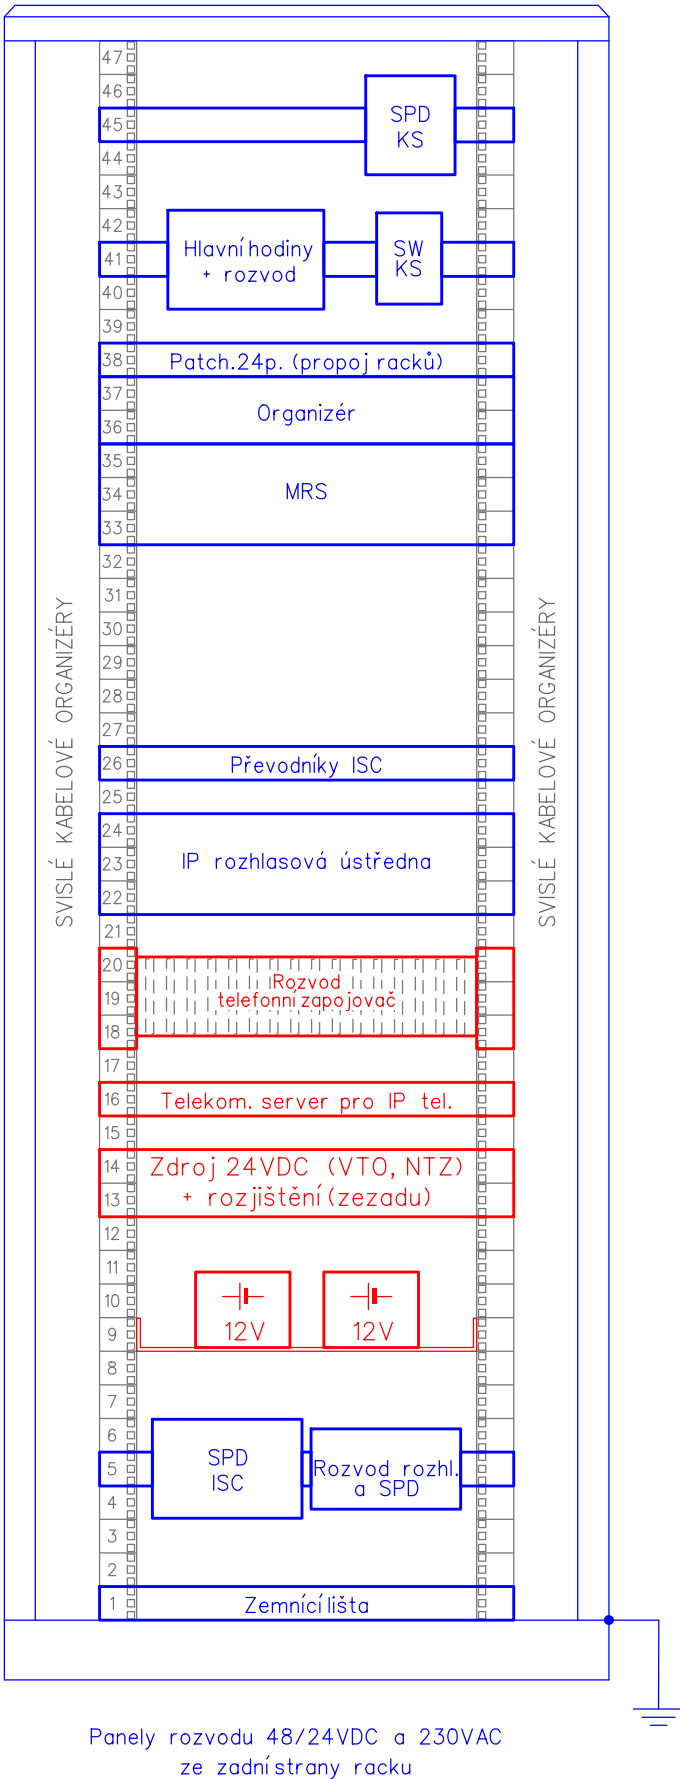 47
46
45
SPD
KS
44
43
42
41
Hlavní hodiny
+ rozvod
SW
KS
40
39
38
Patch.24p. (propoj racků)
37
36
Organizér
35
34
MRS
33
32
31
30
29
28
27
26
Převodníky ISC
25
24
23
IP rozhlasová ústředna
22
21
20
Rozvod
19
telefonní zapojovač
18
17
16
Telekom. server pro IP tel.
15
14
Zdroj 24VDC (VTO, NTZ)
13
+ rozjištění (zezadu)
12
11
10
9
12V
12V
8
7
6
SPD
ISC
5
Rozvod rozhl.
a SPD
4
3
2
1
Zemnící lišta
SVISLÉ KABELOVÉ ORGANIZÉRY
SVISLÉ KABELOVÉ ORGANIZÉRY
Panely rozvodu 48/24VDC a 230VAC
ze zadní strany racku